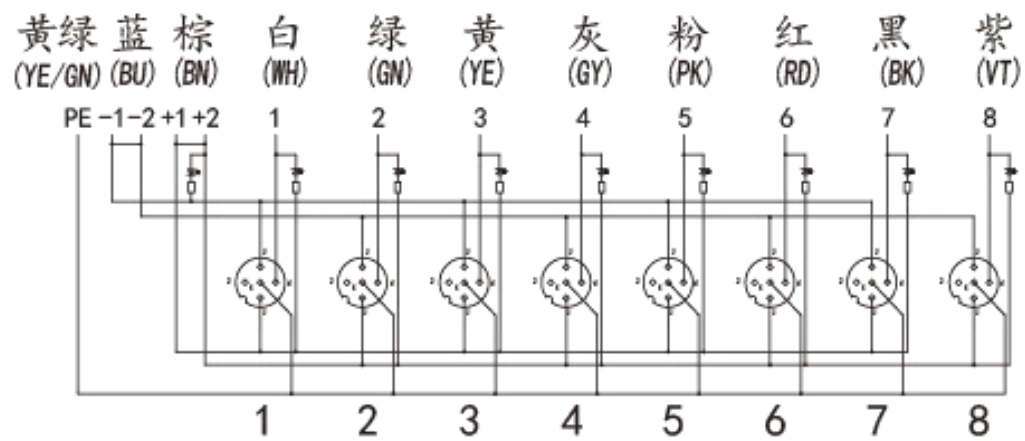 黄绿 蓝 棕 白 绿 黄 灰 粉 红 黑 紫
(YE/GN) (BU) (BN) (WH) (GN) (YE) (GY) (PK) (RD) (BK) (VT)
PE -1 -2 +1 +2 1 2 3 4 5 6 7 8
1 2 3 4 5 6 7 8